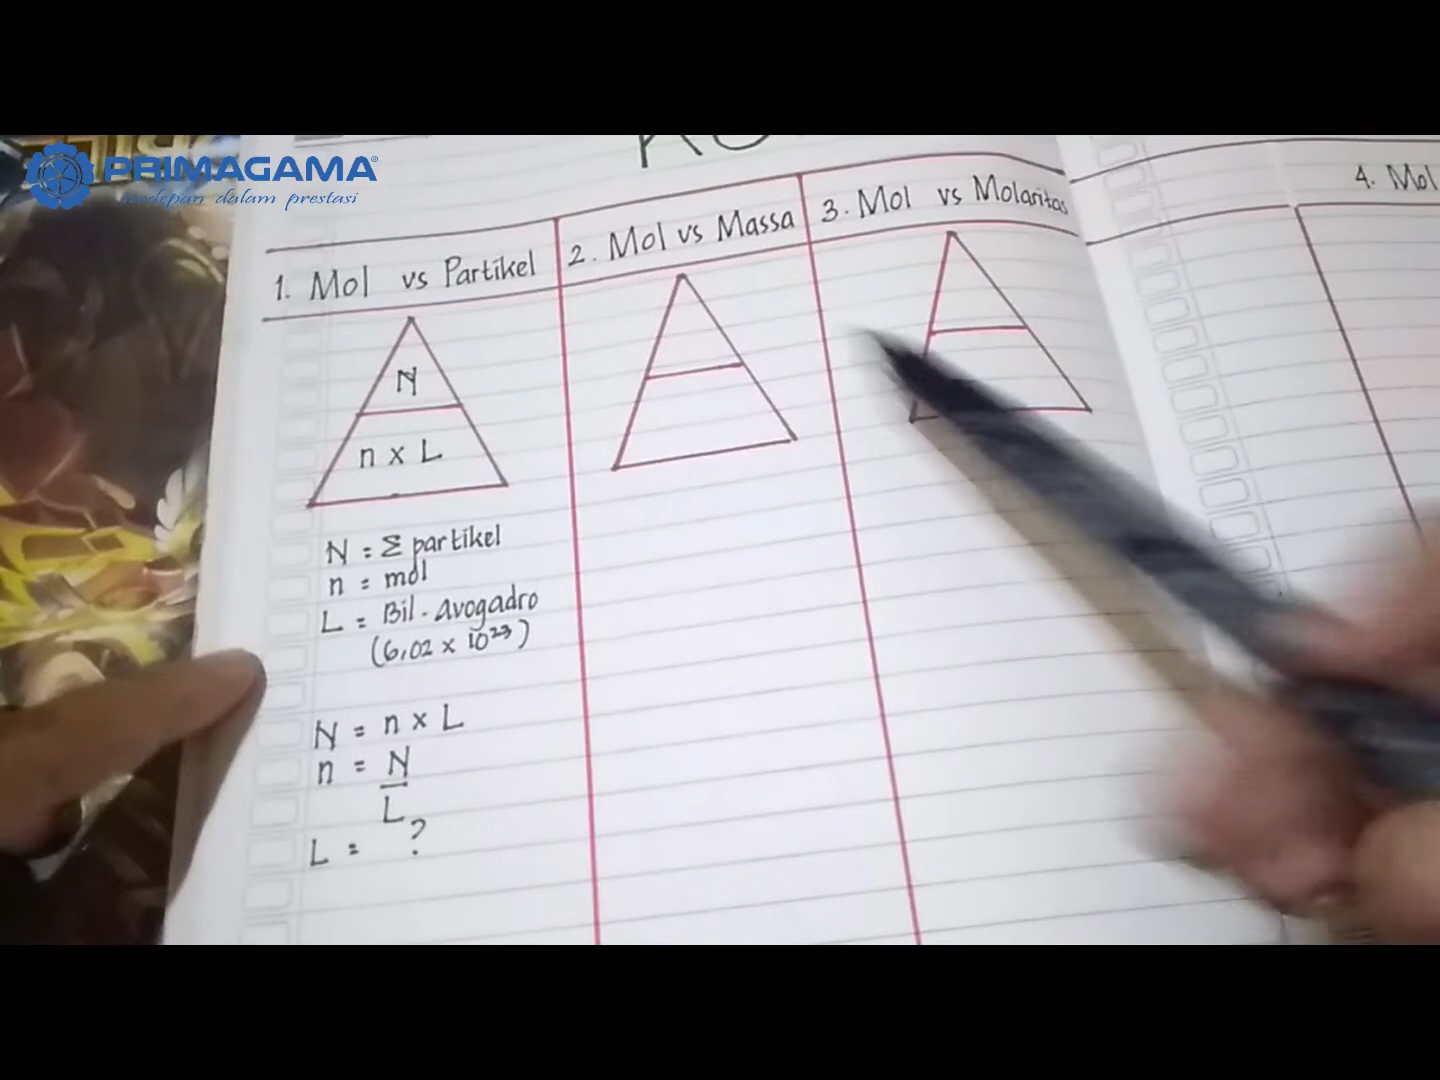 PRIMAGAMA®
terdepan dalam prestasi
1. Mol vs Partikel
N
n x L
N = Σ partikel
n = mol
L = Bil. Avogadro
(6,02 x 10²³)
N = n x L
n = N
L
L = ?
2. Mol vs Massa
3. Mol vs Molaritas
4. Mol